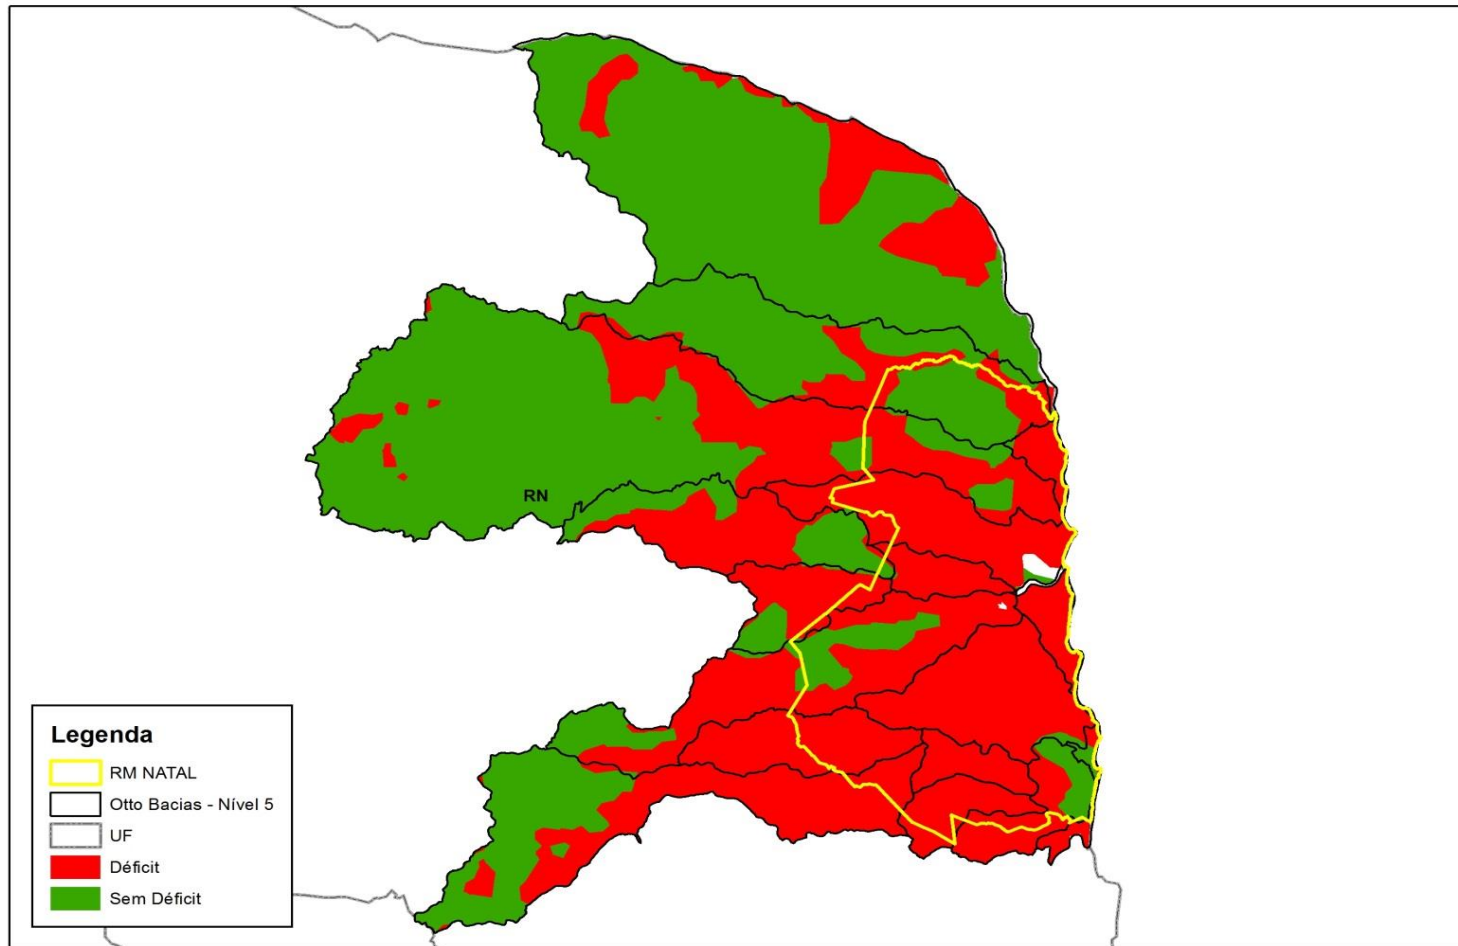 RN
Legenda
RM NATAL
Otto Bacias - Nível 5
UF
Déficit
Sem Déficit